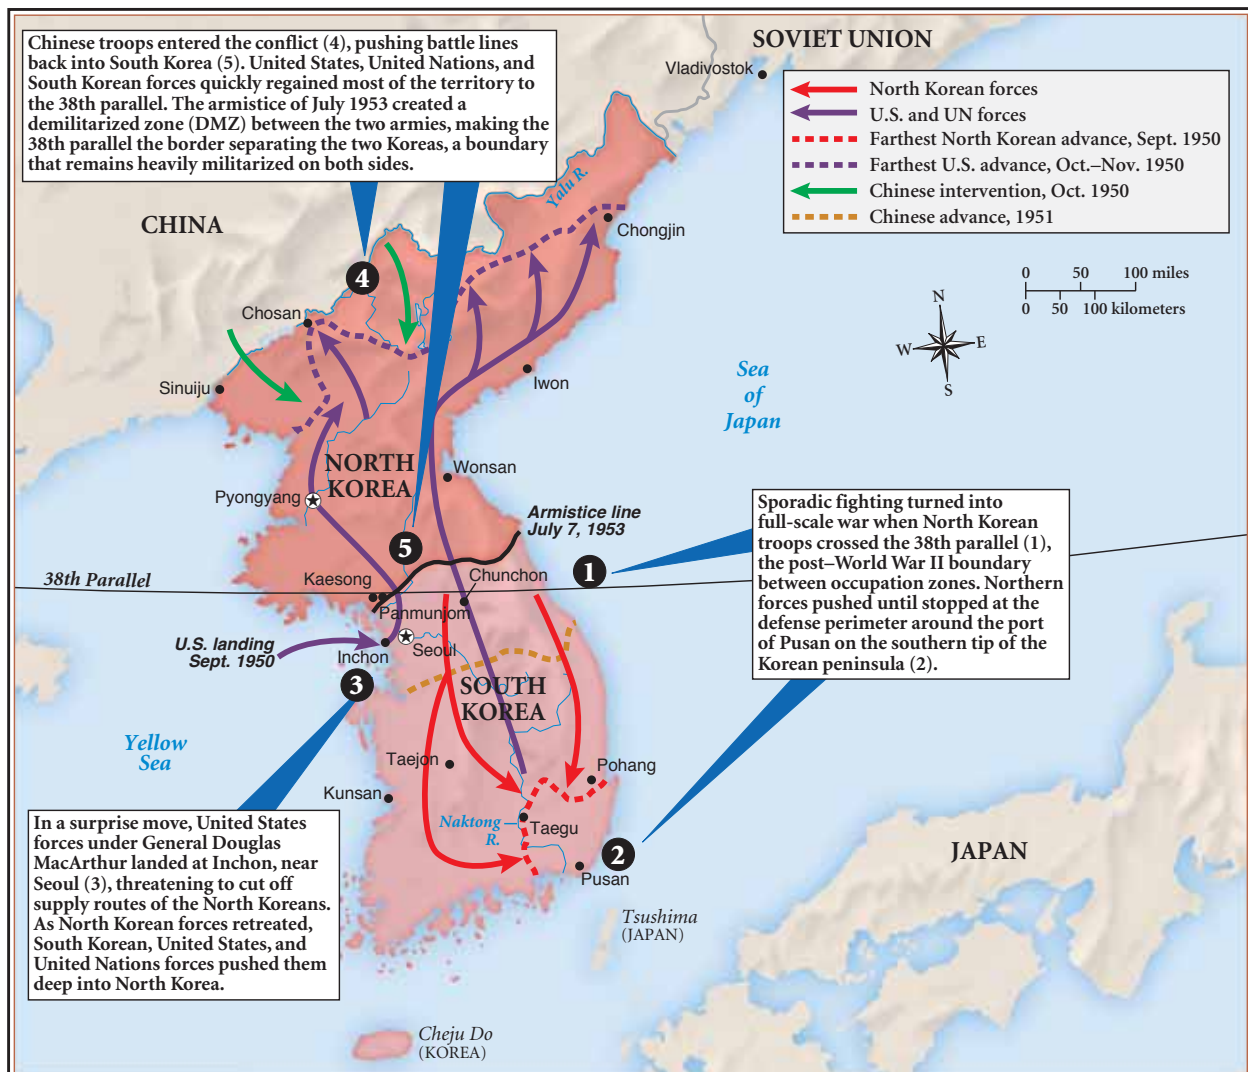 Chinese troops entered the conflict (4), pushing battle lines
back into South Korea (5). United States, United Nations, and
South Korean forces quickly regained most of the territory to
the 38th parallel. The armistice of July 1953 created a
demilitarized zone (DMZ) between the two armies, making the
38th parallel the border separating the two Koreas, a boundary
that remains heavily militarized on both sides.
SOVIET UNION
Vladivostok
North Korean forces
U.S. and UN forces
Farthest North Korean advance, Sept. 1950
Farthest U.S. advance, Oct.–Nov. 1950
Chinese intervention, Oct. 1950
Chinese advance, 1951
0 50 100 miles
0 50 100 kilometers
N
W E
S
CHINA
Yalu R.
Chongjin
4
Chosan
Sinuiju
Iwon
Sea
of
Japan
NORTH
KOREA
Wonsan
Pyongyang
Armistice line
July 7, 1953
5
1
38th Parallel
Kaesong
Chunchon
Panmunjom
U.S. landing
Sept. 1950
Inchon
Seoul
3
SOUTH
KOREA
Sporadic fighting turned into
full-scale war when North Korean
troops crossed the 38th parallel (1),
the post–World War II boundary
between occupation zones. Northern
forces pushed until stopped at the
defense perimeter around the port
of Pusan on the southern tip of the
Korean peninsula (2).
Yellow
Sea
Taejon
Pohang
Kunsan
Naktong
R.
Taegu
2
Pusan
JAPAN
In a surprise move, United States
forces under General Douglas
MacArthur landed at Inchon, near
Seoul (3), threatening to cut off
supply routes of the North Koreans.
As North Korean forces retreated,
South Korean, United States, and
United Nations forces pushed them
deep into North Korea.
Tsushima
(JAPAN)
Cheju Do
(KOREA)